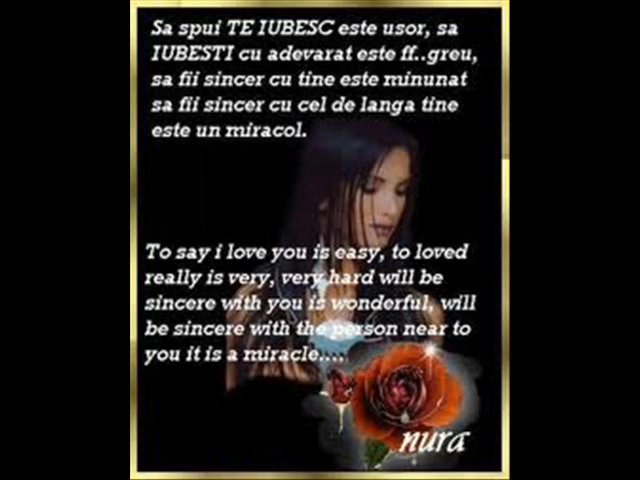 Sa spui TE IUBESC este usor, sa
IUBESTI cu adevarat este ff..greu,
sa fii sincer cu tine este minunat
sa fii sincer cu cel de langa tine
este un miracol.
To say i love you is easy, to loved
really is very, very hard will be
sincere with you is wonderful, will
be sincere with the person near to
you it is a miracle....
nura